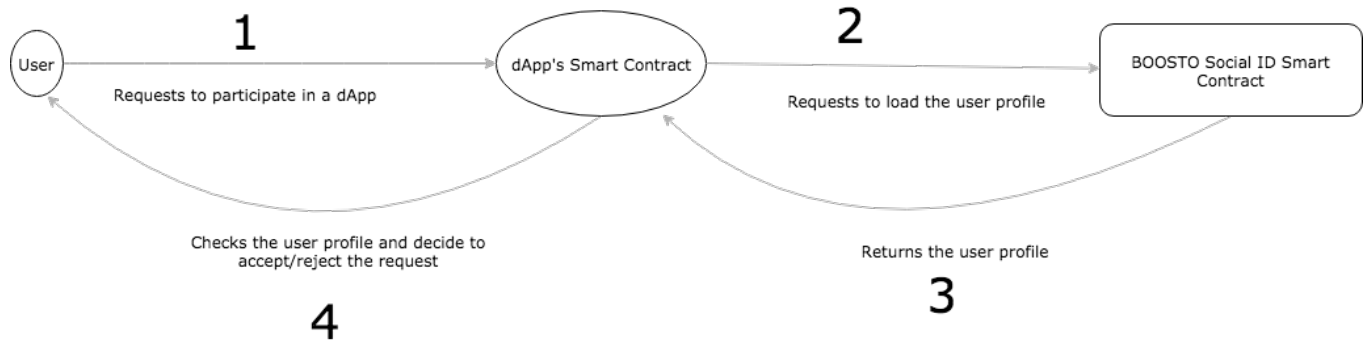 1
2
User
dApp's Smart Contract
BOOSTO Social ID Smart
Contract
Requests to participate in a dApp
Requests to load the user profile
Checks the user profile and decide to
accept/reject the request
Returns the user profile
3
4